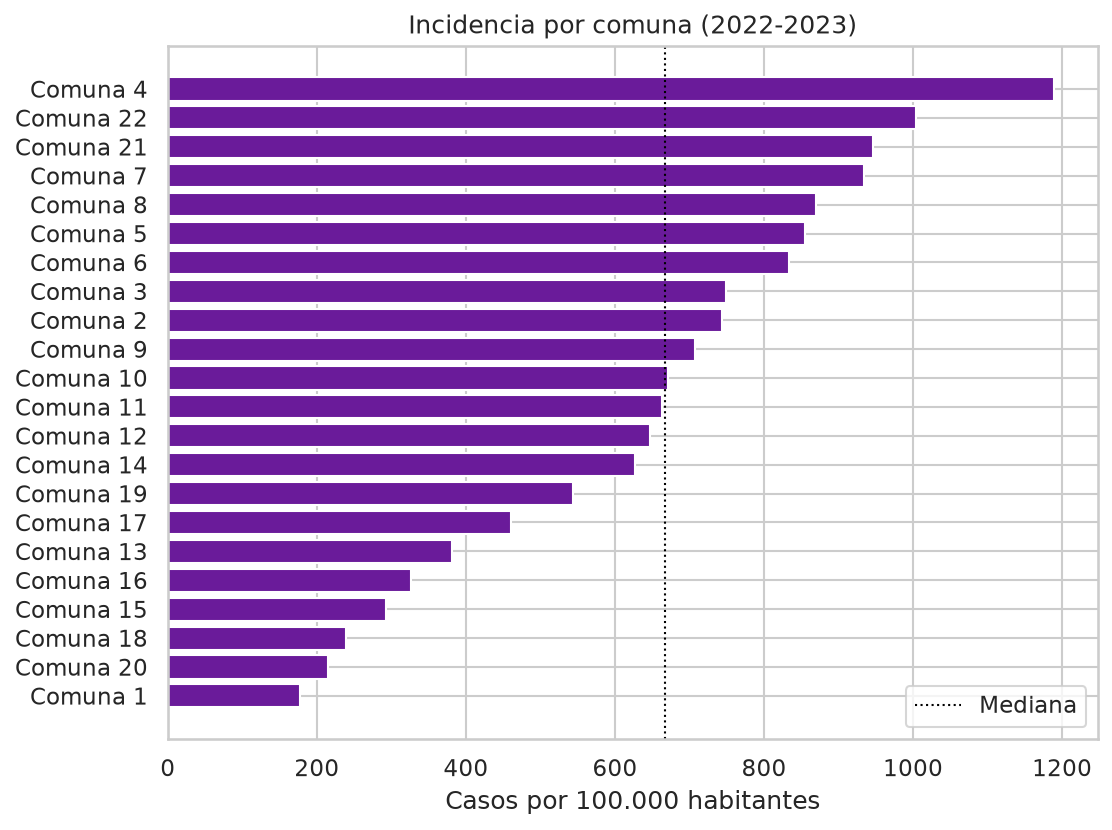 Incidencia por comuna (2022-2023)
Comuna 4
Comuna 22
Comuna 21
Comuna 7
Comuna 8
Comuna 5
Comuna 6
Comuna 3
Comuna 2
Comuna 9
Comuna 10
Comuna 11
Comuna 12
Comuna 14
Comuna 19
Comuna 17
Comuna 13
Comuna 16
Comuna 15
Comuna 18
Comuna 20
Comuna 1
Mediana
0 200 400 600 800 1000 1200
Casos por 100.000 habitantes